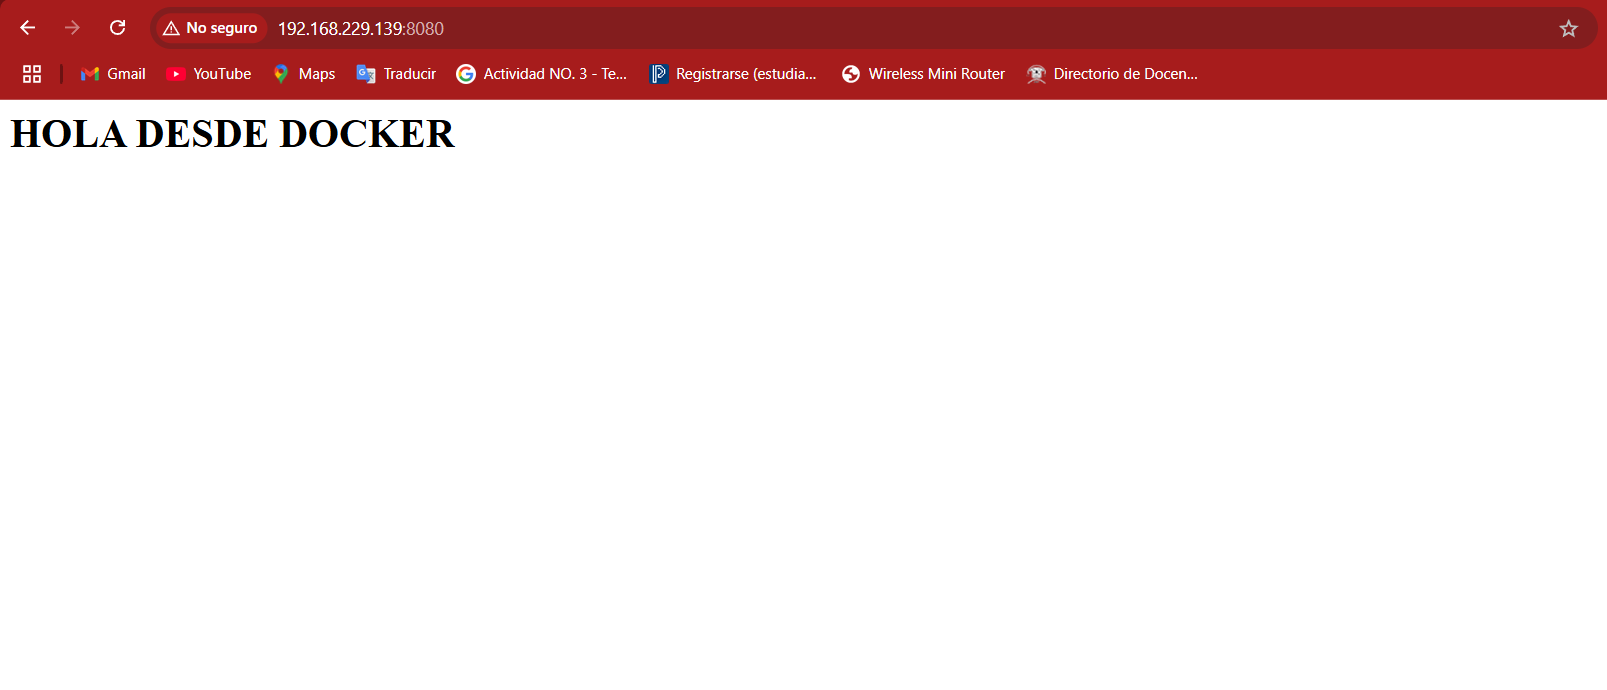 No seguro 192.168.229.139:8080
Gmail YouTube Maps Traducir Actividad NO. 3 - Te... Registrarse (estudia... Wireless Mini Router Directorio de Docen...
HOLA DESDE DOCKER